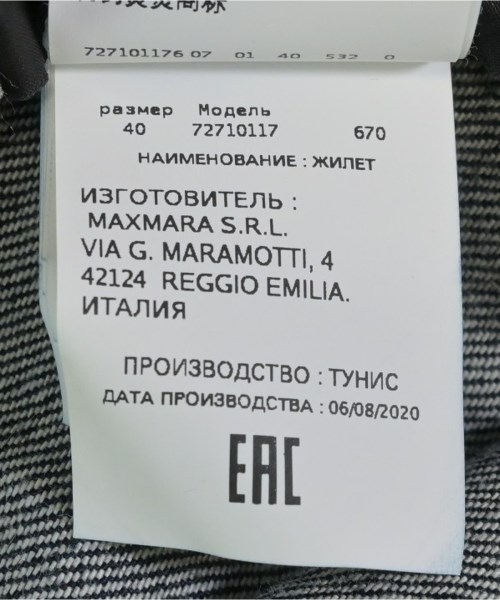 727101176 07 01 40 532 0
размер Модель
40 72710117 670
НАИМЕНОВАНИЕ : ЖИЛЕТ
ИЗГОТОВИТЕЛЬ :
MAXMARA S.R.L.
VIA G. MARAMOTTI, 4
42124 REGGIO EMILIA.
ИТАЛИЯ
ПРОИЗВОДСТВО : ТУНИС
ДАТА ПРОИЗВОДСТВА : 06/08/2020
EAC